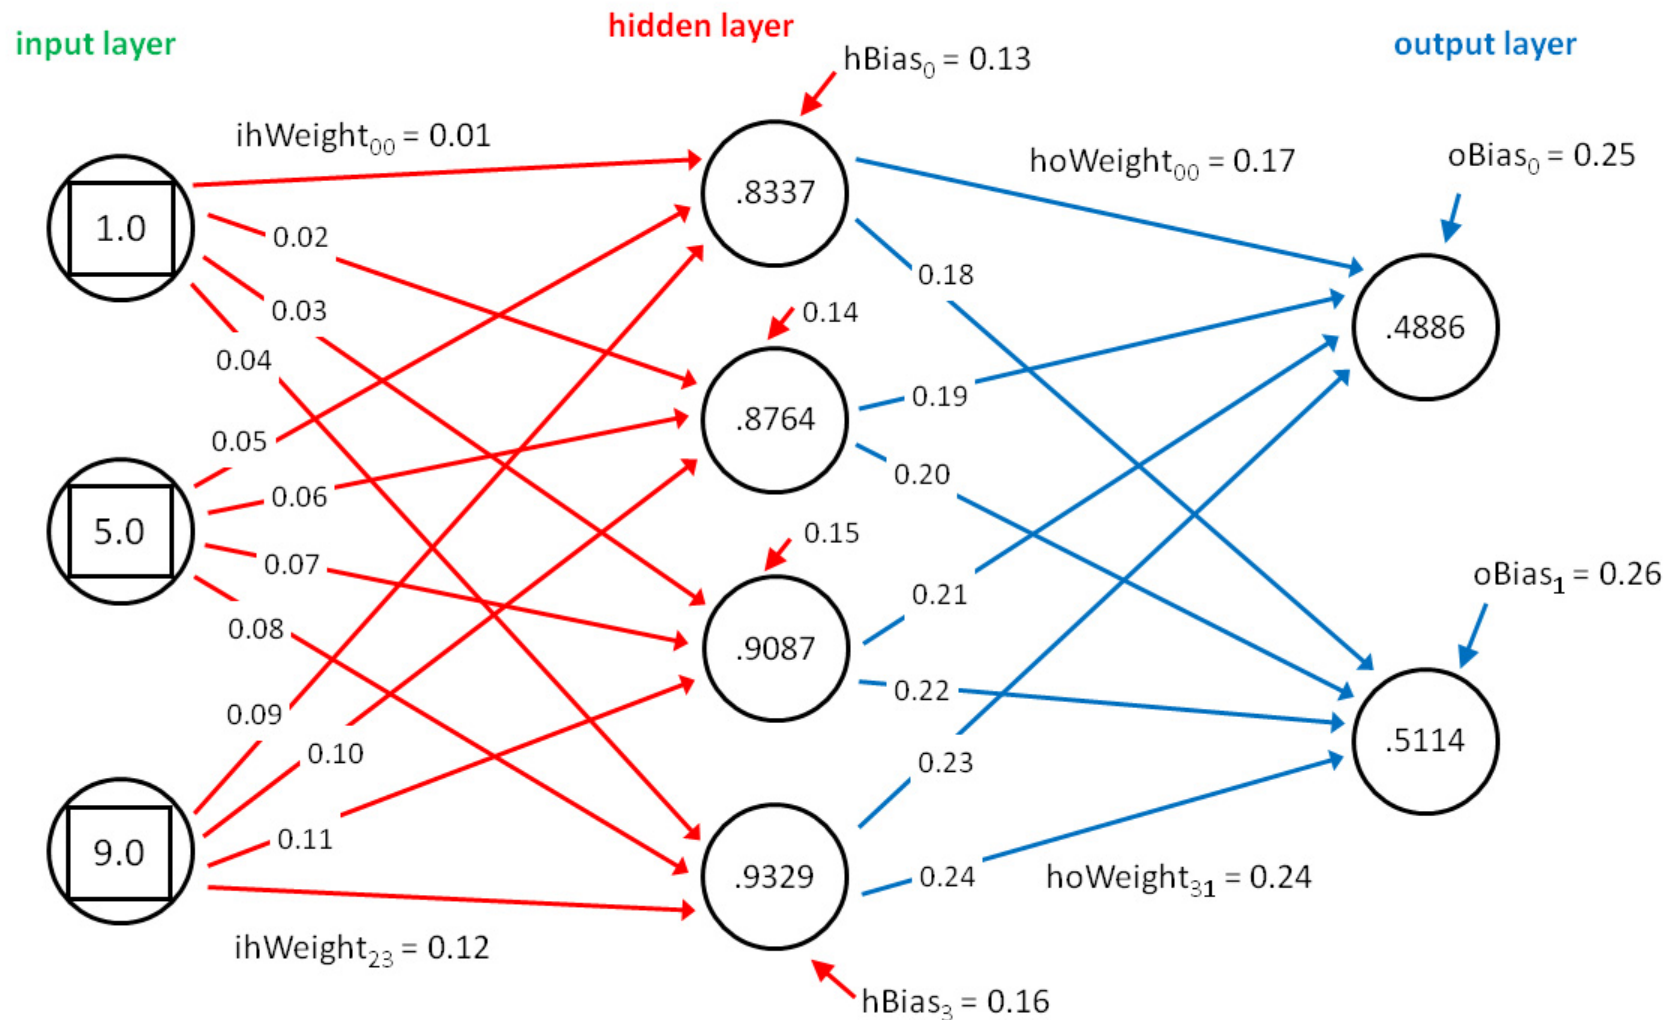 input layer
hidden layer
output layer
hBias0 = 0.13
ihWeight00 = 0.01
hoWeight00 = 0.17
oBias0 = 0.25
1.0
.8337
0.02
0.18
0.03
0.14
.4886
0.04
0.19
.8764
0.05
0.20
0.06
5.0
0.15
0.07
oBias1 = 0.26
0.21
0.08
.9087
0.22
0.09
.5114
0.10
0.23
0.11
9.0
.9329
0.24
hoWeight31 = 0.24
ihWeight23 = 0.12
hBias3 = 0.16